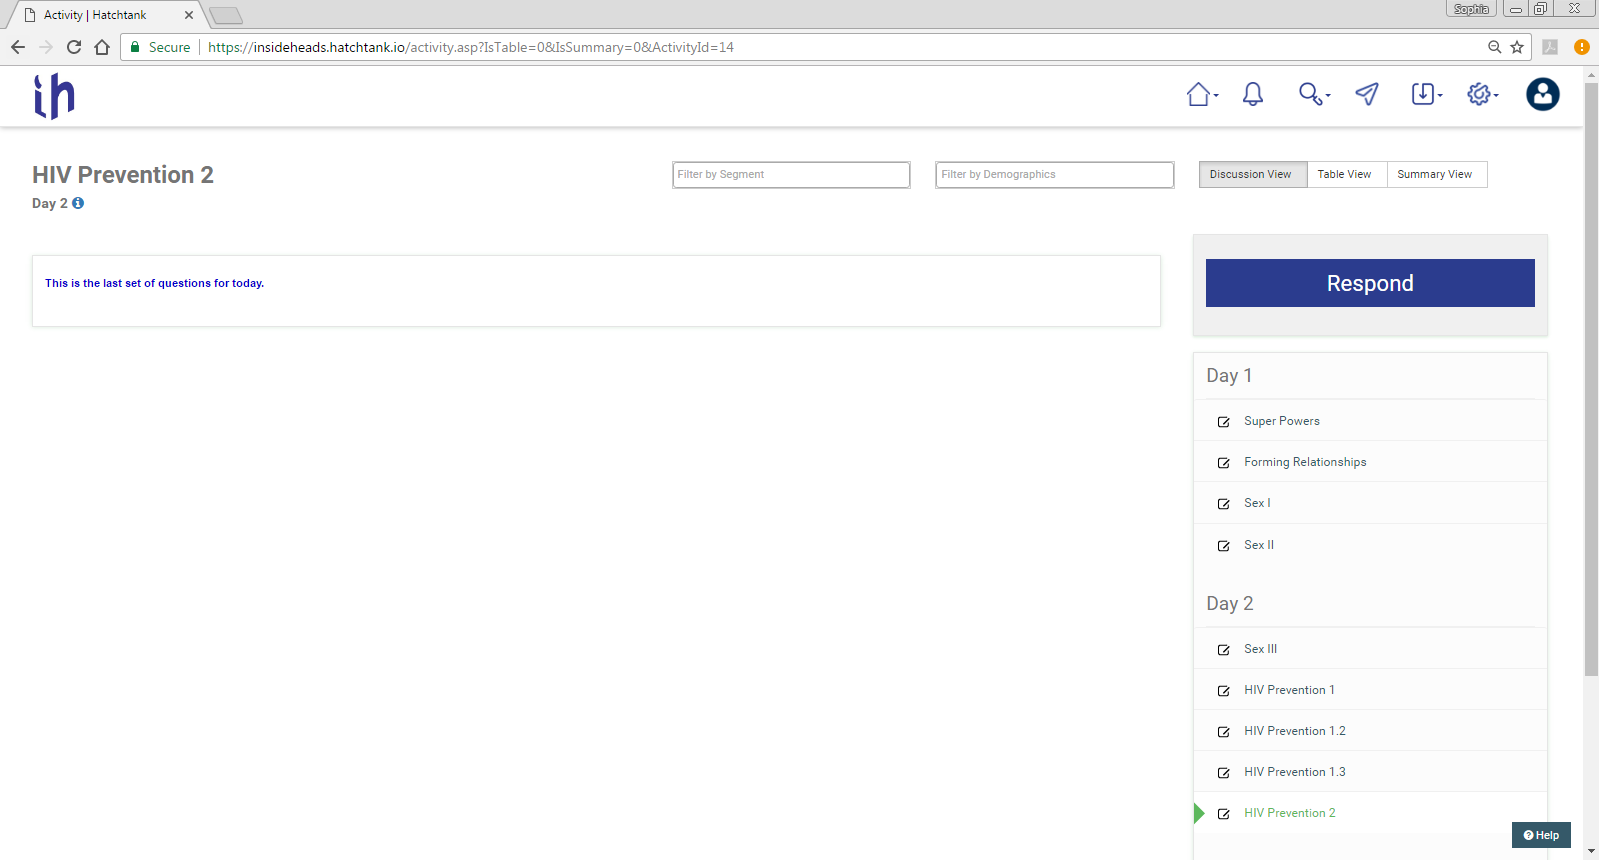 Activity | Hatchtank
Sophia
Secure
https://insideheads.hatchtank.io/activity.asp?IsTable=0&IsSummary=0&ActivityId=14
ih
HIV Prevention 2
Filter by Segment
Filter by Demographics
Discussion View
Table View
Summary View
Day 2
This is the last set of questions for today.
Respond
Day 1
Super Powers
Forming Relationships
Sex I
Sex II
Day 2
Sex III
HIV Prevention 1
HIV Prevention 1.2
HIV Prevention 1.3
HIV Prevention 2
Help